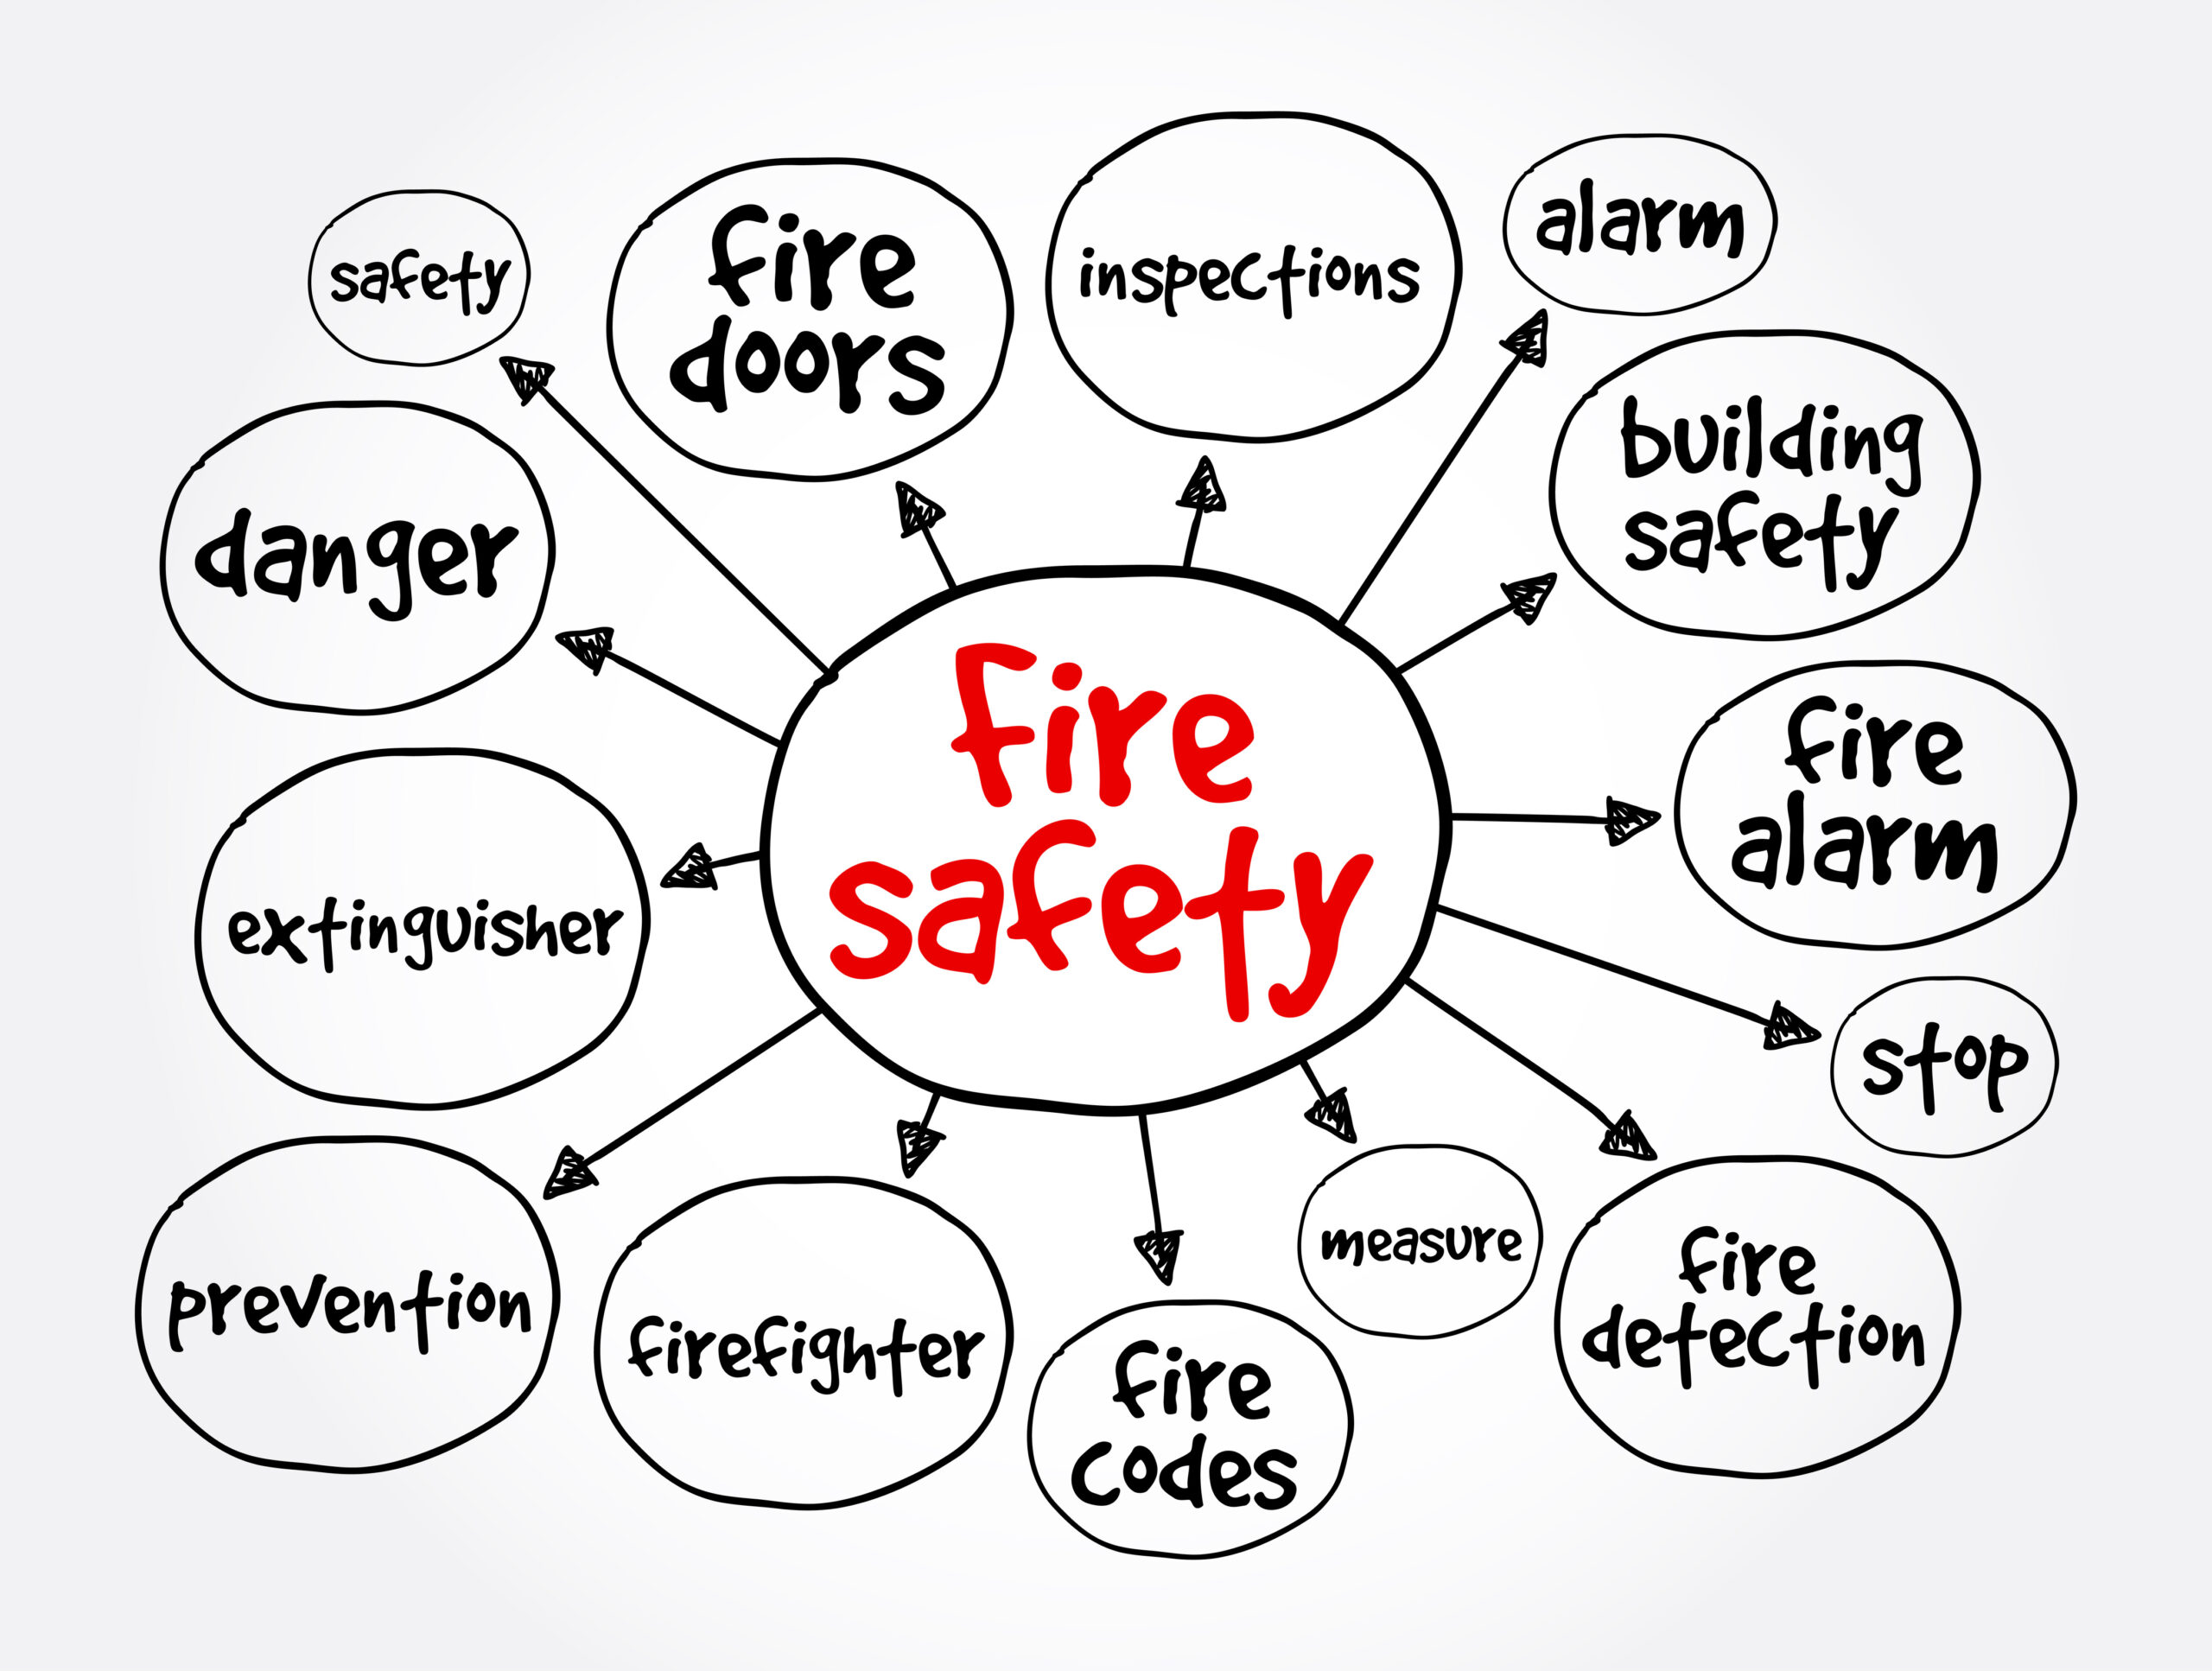 safety
fire
doors
inspections
alarm
building
safety
danger
fire
alarm
fire
safety
extinguisher
stop
prevention
firefighter
fire
codes
measure
fire
detection